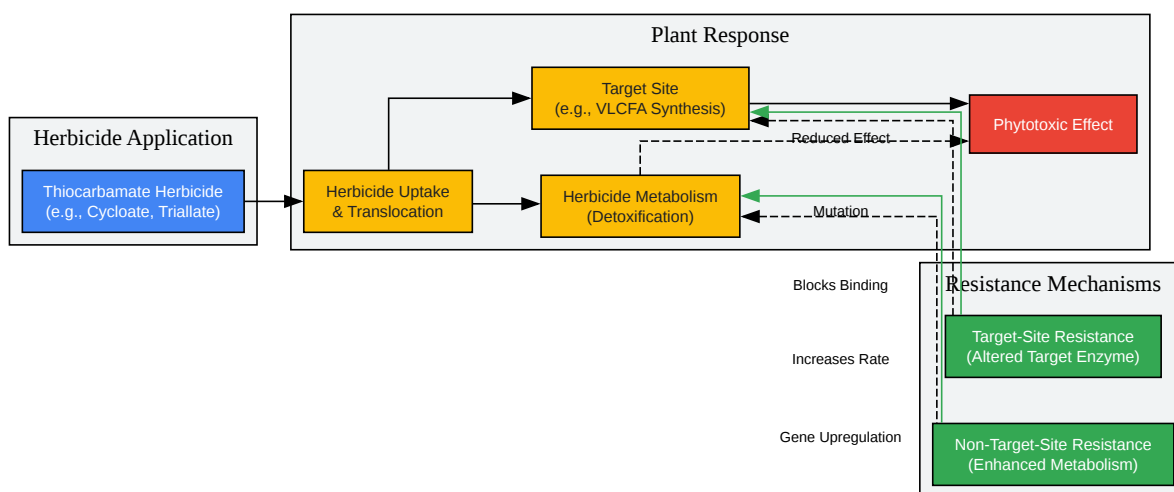 Plant Response
Target Site
(e.g., VLCFA Synthesis)
Phytotoxic Effect
Reduced Effect
Herbicide Application
Thiocarbamate Herbicide
(e.g., Cycloate, Triallate)
Herbicide Uptake
& Translocation
Herbicide Metabolism
(Detoxification)
Mutation
Blocks Binding
Resistance Mechanisms
Target-Site Resistance
(Altered Target Enzyme)
Increases Rate
Gene Upregulation
Non-Target-Site Resistance
(Enhanced Metabolism)